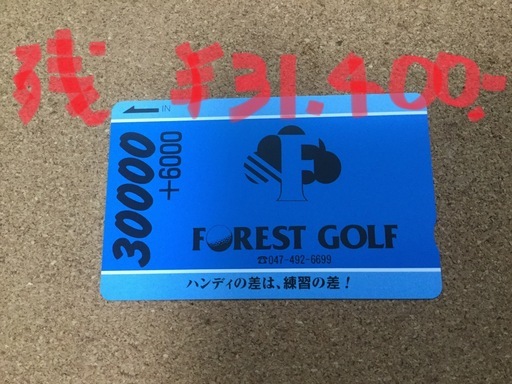 残 ¥31.400-
IN
30000
+6000
F
FOREST GOLF
☎047-492-6699
ハンディの差は、練習の差!